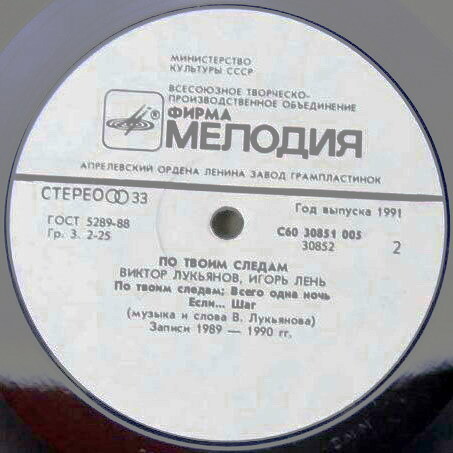 МИНИСТЕРСТВО
КУЛЬТУРЫ СССР
ВСЕСОЮЗНОЕ ТВОРЧЕСКО-
ПРОИЗВОДСТВЕННОЕ ОБЪЕДИНЕНИЕ
® ФИРМА
МЕЛОДИЯ
АПРЕЛЕВСКИЙ ОРДЕНА ЛЕНИНА ЗАВОД ГРАМПЛАСТИНОК
СТЕРЕО 33
Год выпуска 1991
ГОСТ 5289-88
С60 30851 005
Гр. 3. 2-25
30852
2
ПО ТВОИМ СЛЕДАМ
ВИКТОР ЛУКЬЯНОВ, ИГОРЬ ЛЕНЬ
По твоим следам; Всего одна ночь
Если... Шаг
(музыка и слова В. Лукьянова)
Записи 1989 — 1990 гг.